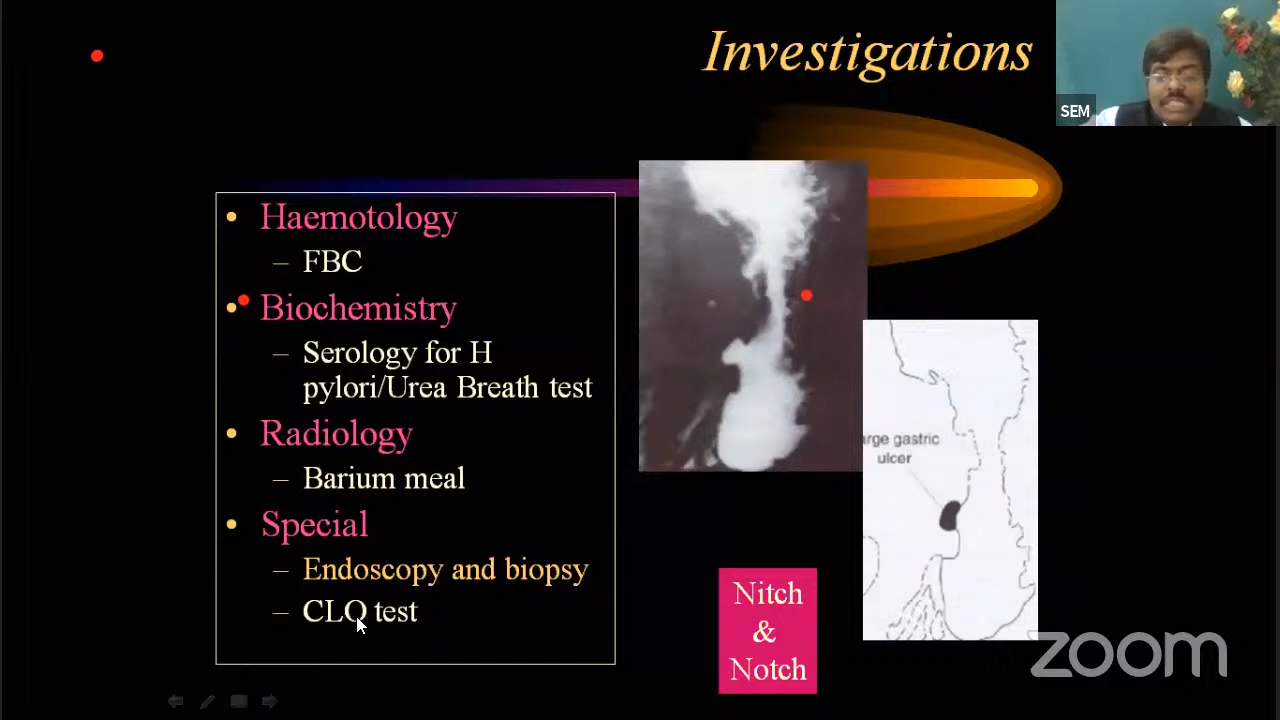 Investigations
SEM
• Haemotology
– FBC
• Biochemistry
– Serology for H
pylori/Urea Breath test
• Radiology
– Barium meal
• Special
– Endoscopy and biopsy
– CLO test
arge gastric
ulcer
Nitch
&
Notch
zoom